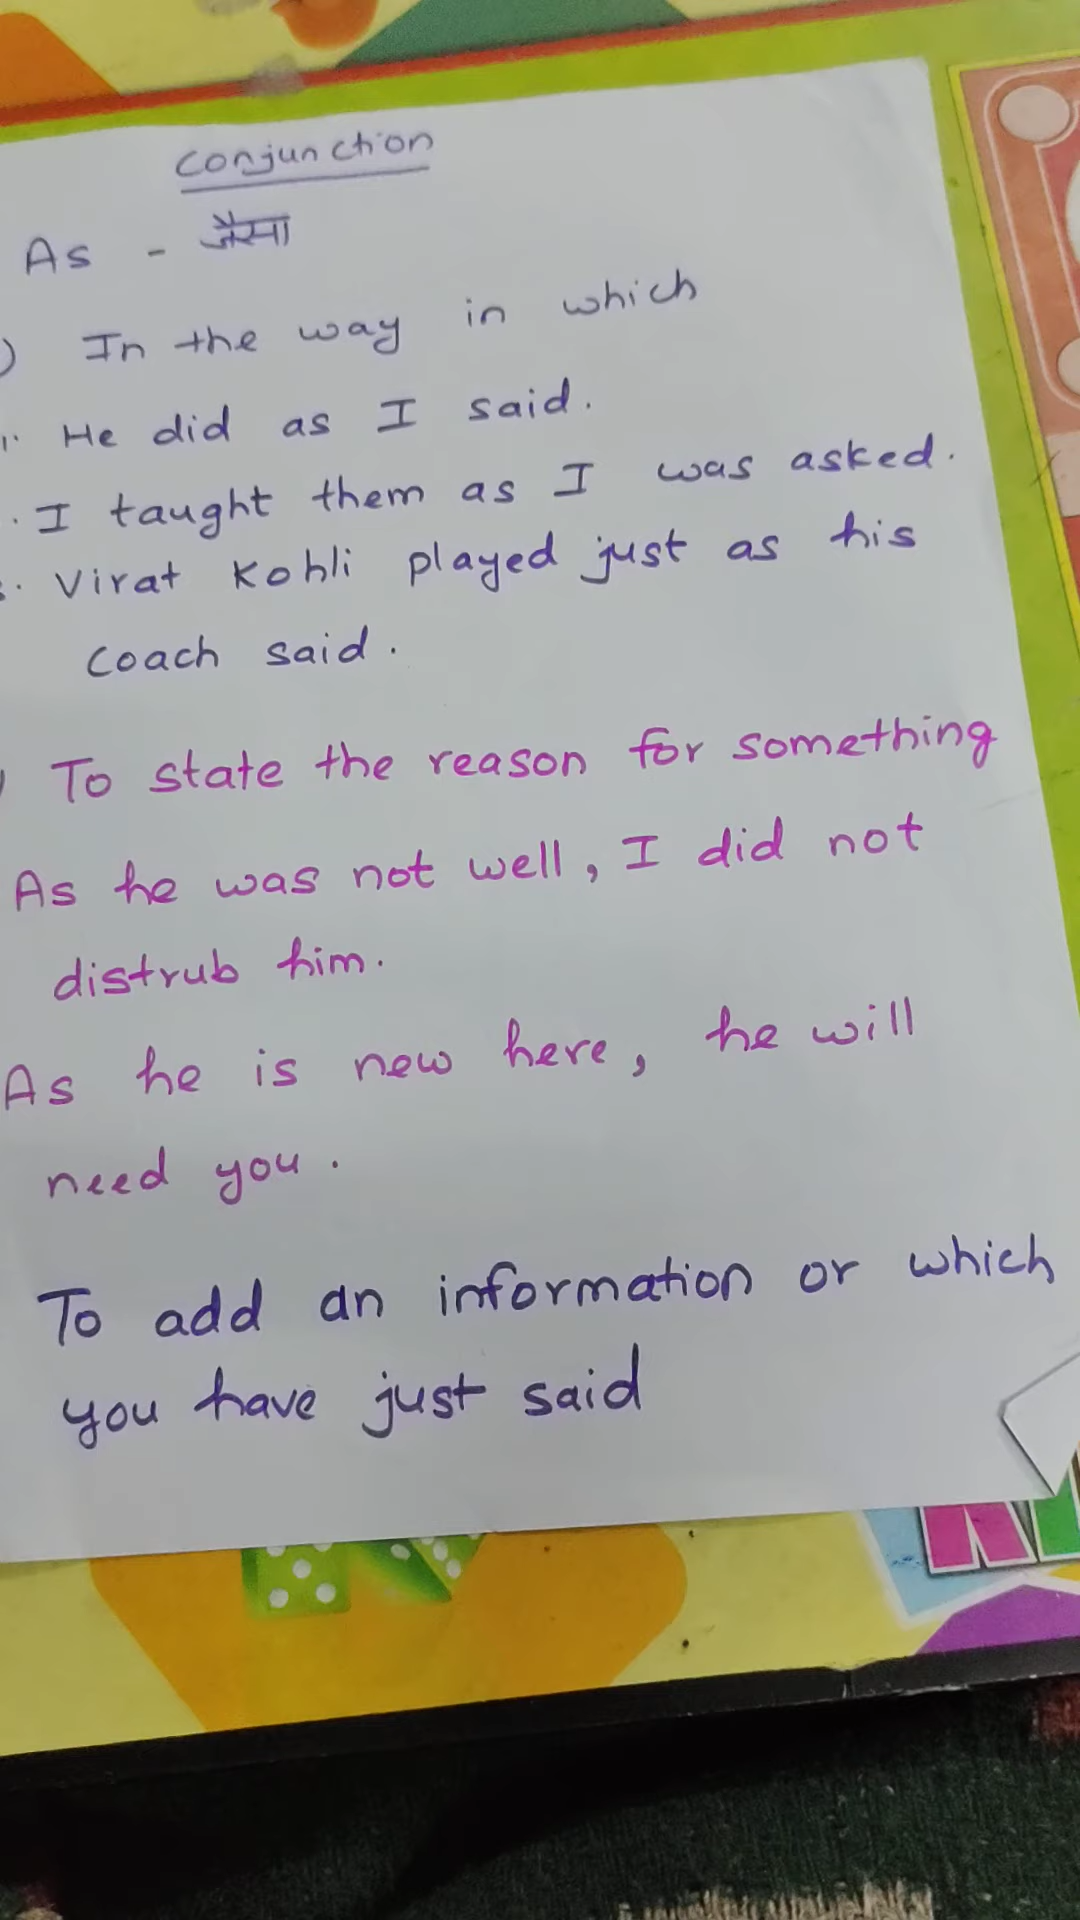 Conjunction
As - जैसा
) In the way in which
1. He did as I said.
. I taught them as I was asked.
3. Virat Kohli played just as his
coach said.
) To state the reason for something
As he was not well, I did not
distrub him.
As he is new here, he will
need you.
To add an information or which
you have just said